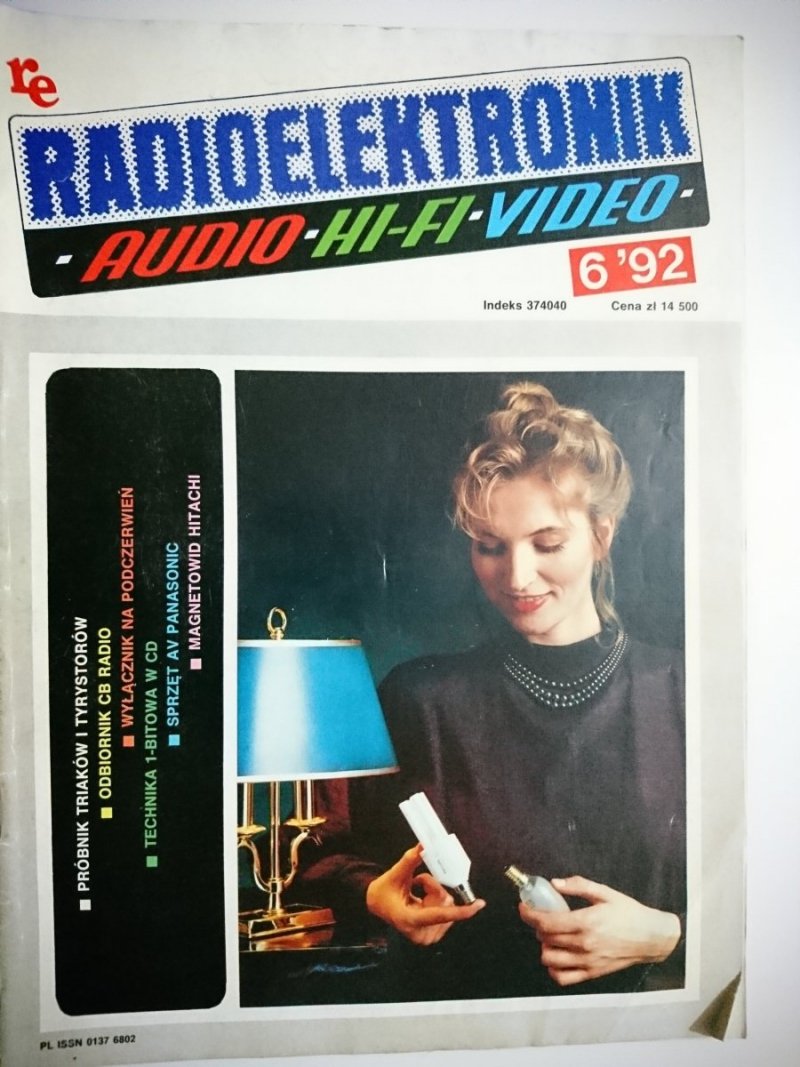 re
RADIOELEKTRONIK
- AUDIO - HI-FI - VIDEO -
6 '92
Indeks 374040
Cena zł 14 500
■ PRÓBNIK TRIAKÓW I TYRYSTORÓW
■ ODBIORNIK CB RADIO
■ WYŁĄCZNIK NA PODCZERWIEŃ
■ TECHNIKA 1-BITOWA W CD
■ SPRZĘT AV PANASONIC
■ MAGNETOWID HITACHI
PL ISSN 0137 6802